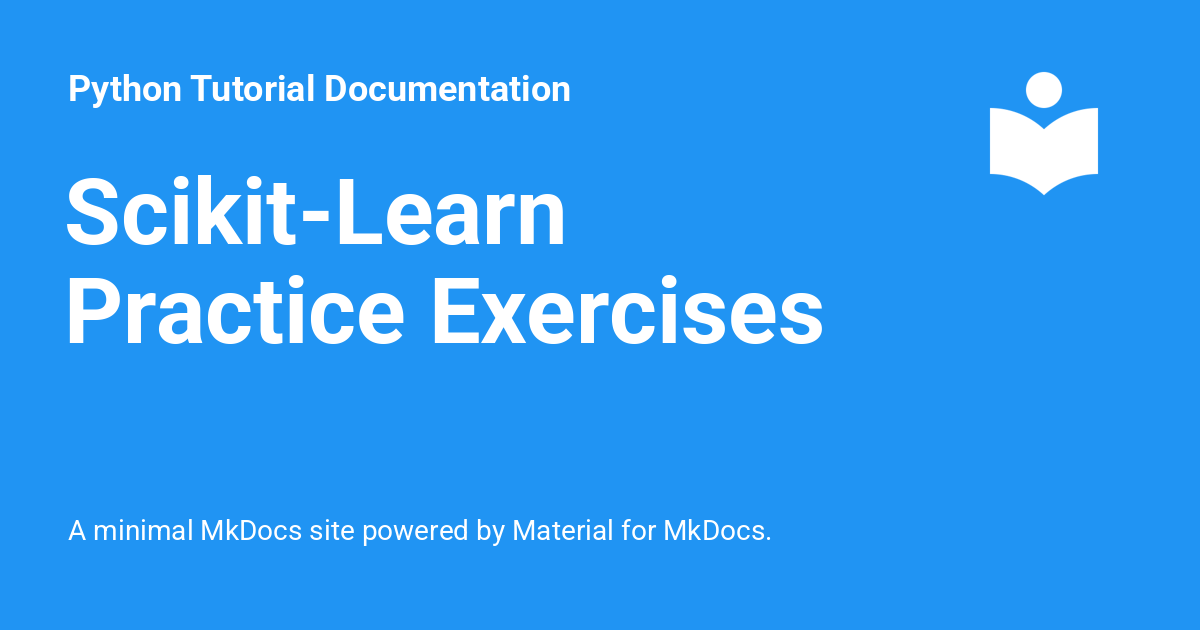 Python Tutorial Documentation
Scikit-Learn
Practice Exercises
A minimal MkDocs site powered by Material for MkDocs.